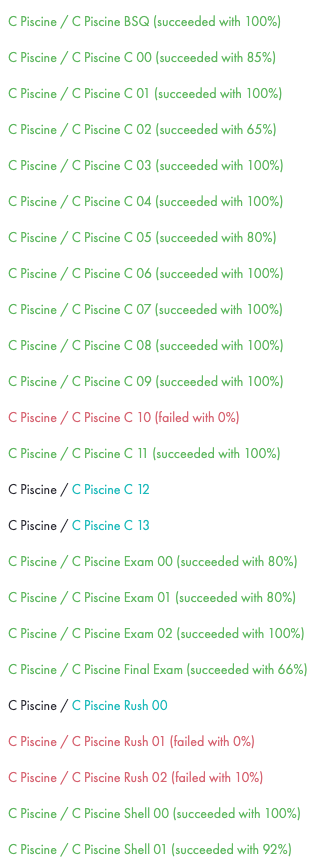 C Piscine / C Piscine BSQ (succeeded with 100%)
C Piscine / C Piscine C 00 (succeeded with 85%)
C Piscine / C Piscine C 01 (succeeded with 100%)
C Piscine / C Piscine C 02 (succeeded with 65%)
C Piscine / C Piscine C 03 (succeeded with 100%)
C Piscine / C Piscine C 04 (succeeded with 100%)
C Piscine / C Piscine C 05 (succeeded with 80%)
C Piscine / C Piscine C 06 (succeeded with 100%)
C Piscine / C Piscine C 07 (succeeded with 100%)
C Piscine / C Piscine C 08 (succeeded with 100%)
C Piscine / C Piscine C 09 (succeeded with 100%)
C Piscine / C Piscine C 10 (failed with 0%)
C Piscine / C Piscine C 11 (succeeded with 100%)
C Piscine / C Piscine C 12
C Piscine / C Piscine C 13
C Piscine / C Piscine Exam 00 (succeeded with 80%)
C Piscine / C Piscine Exam 01 (succeeded with 80%)
C Piscine / C Piscine Exam 02 (succeeded with 100%)
C Piscine / C Piscine Final Exam (succeeded with 66%)
C Piscine / C Piscine Rush 00
C Piscine / C Piscine Rush 01 (failed with 0%)
C Piscine / C Piscine Rush 02 (failed with 10%)
C Piscine / C Piscine Shell 00 (succeeded with 100%)
C Piscine / C Piscine Shell 01 (succeeded with 92%)